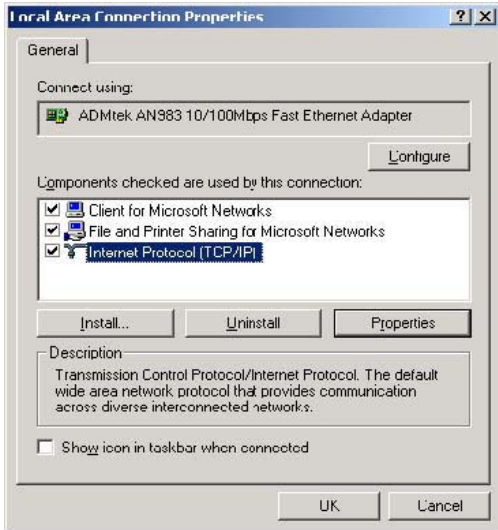 Local Area Connection Properties
General
Connect using:
ADMtek AN983 10/100Mbps Fast Ethernet Adapter
Configure
Components checked are used by this connection:
Client for Microsoft Networks
File and Printer Sharing for Microsoft Networks
Internet Protocol (TCP/IP)
Install... Uninstall Properties
Description
Transmission Control Protocol/Internet Protocol. The default
wide area network protocol that provides communication
across diverse interconnected networks.
Show icon in taskbar when connected
OK Cancel